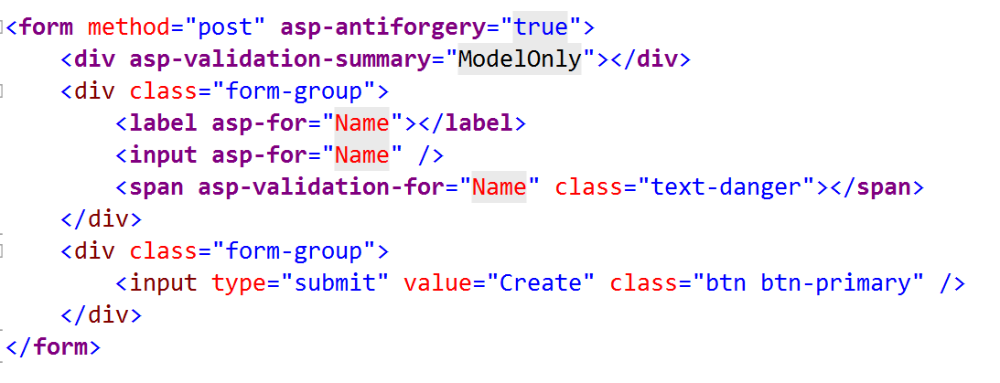 <form method="post" asp-antiforgery="true">
    <div asp-validation-summary="ModelOnly"></div>
    <div class="form-group">
        <label asp-for="Name"></label>
        <input asp-for="Name" />
        <span asp-validation-for="Name" class="text-danger"></span>
    </div>
    <div class="form-group">
        <input type="submit" value="Create" class="btn btn-primary" />
    </div>
</form>